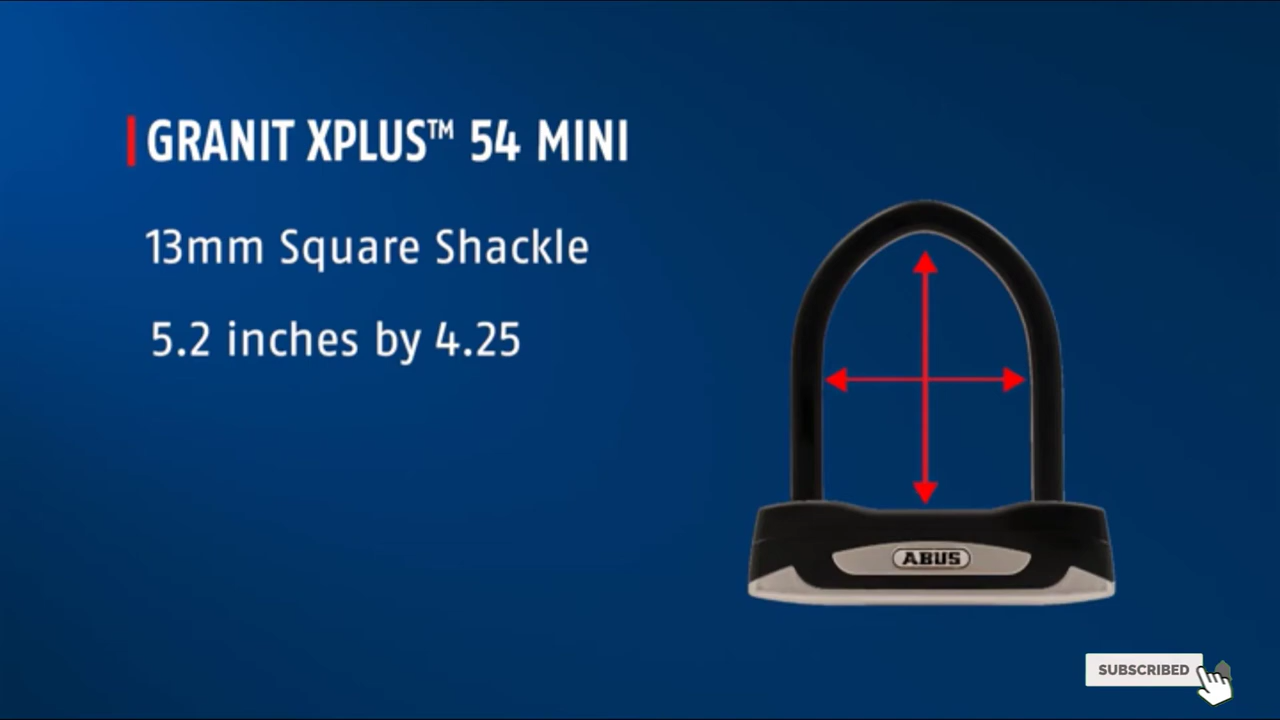 GRANIT XPLUS™ 54 MINI
13mm Square Shackle
5.2 inches by 4.25
ABUS
SUBSCRIBED